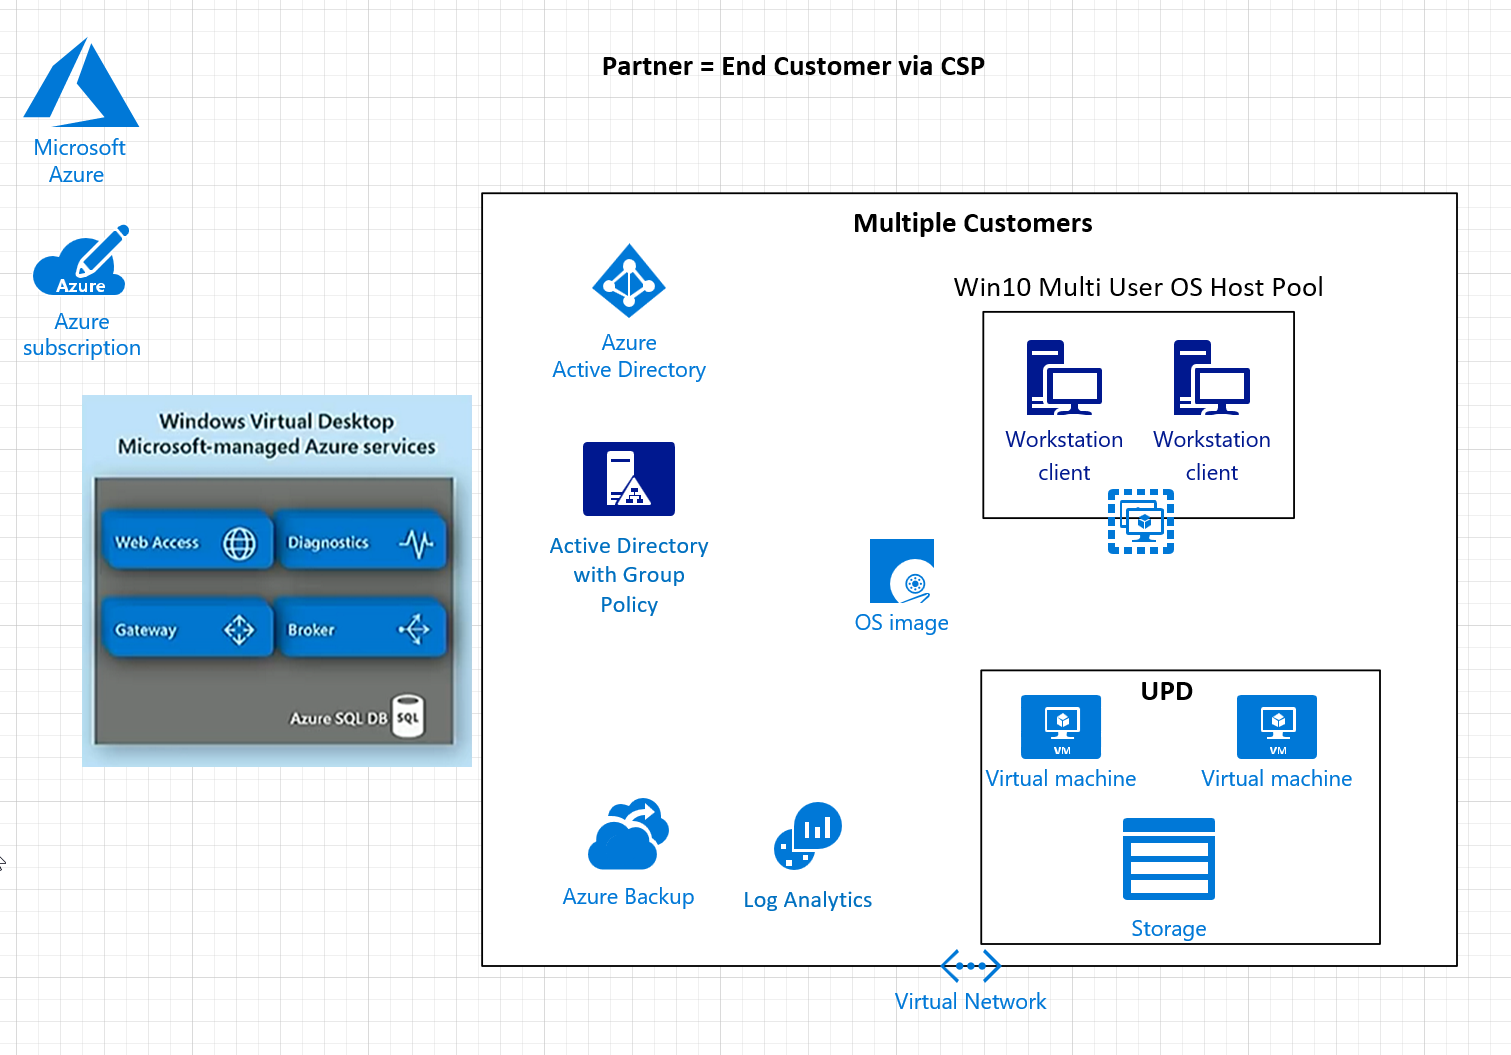 Partner = End Customer via CSP
Microsoft
Azure
Azure
Azure
subscription
Windows Virtual Desktop
Microsoft-managed Azure services
Web Access
Diagnostics
Gateway
Broker
Azure SQL DB
SQL
Multiple Customers
Azure
Active Directory
Win10 Multi User OS Host Pool
Workstation
client
Workstation
client
Active Directory
with Group
Policy
OS image
UPD
VM
Virtual machine
VM
Virtual machine
Storage
Azure Backup
Log Analytics
Virtual Network